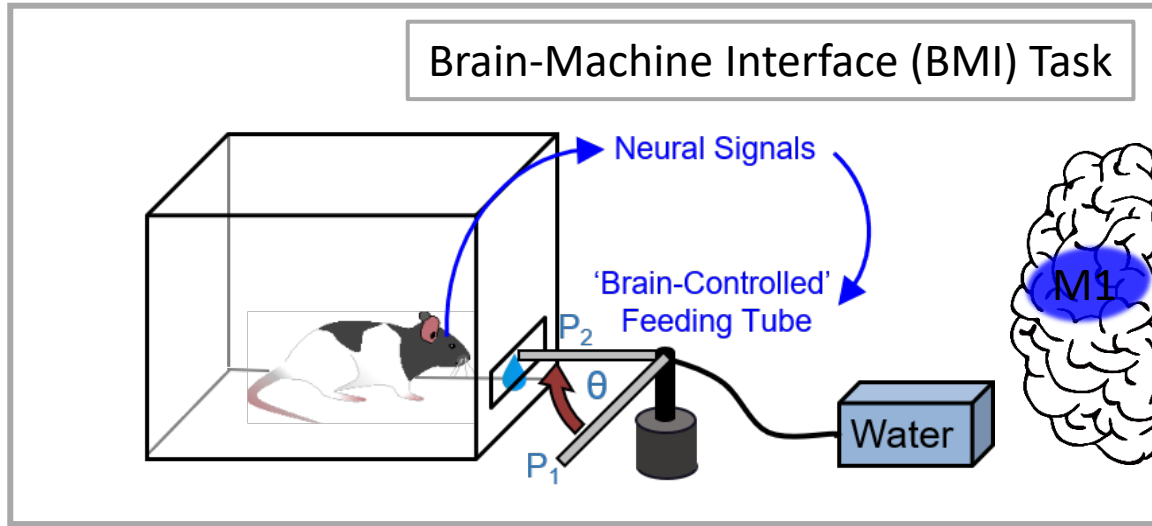 Brain-Machine Interface (BMI) Task
Neural Signals
‘Brain-Controlled’
Feeding Tube
M1
P₂
θ
P₁
Water